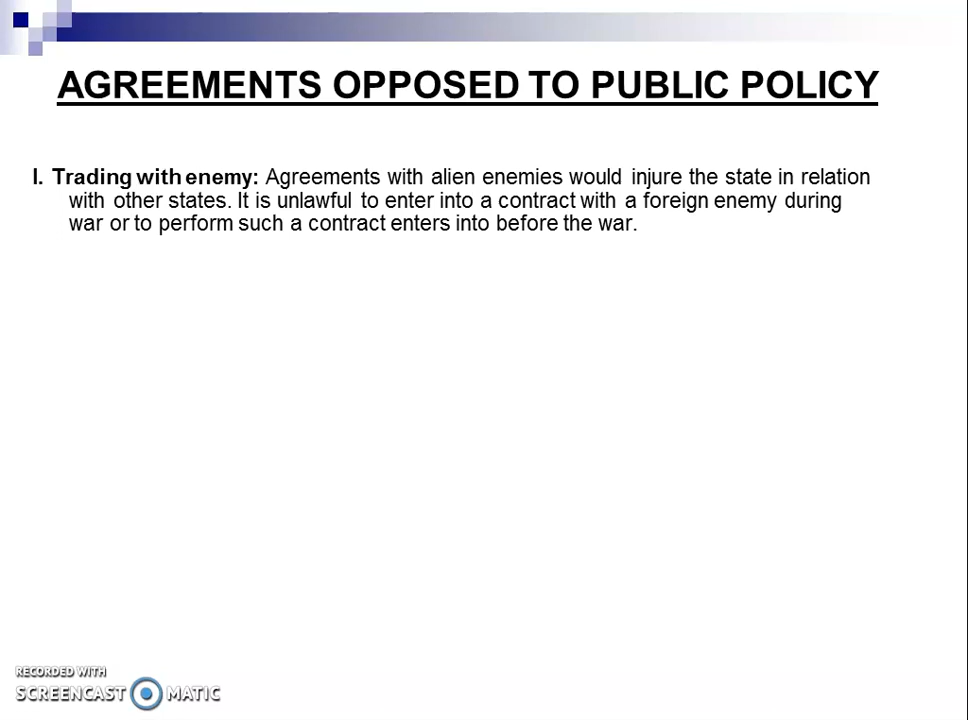 AGREEMENTS OPPOSED TO PUBLIC POLICY
I. Trading with enemy: Agreements with alien enemies would injure the state in relation
with other states. It is unlawful to enter into a contract with a foreign enemy during
war or to perform such a contract enters into before the war.
RECORDED WITH
SCREENCAST MATIC